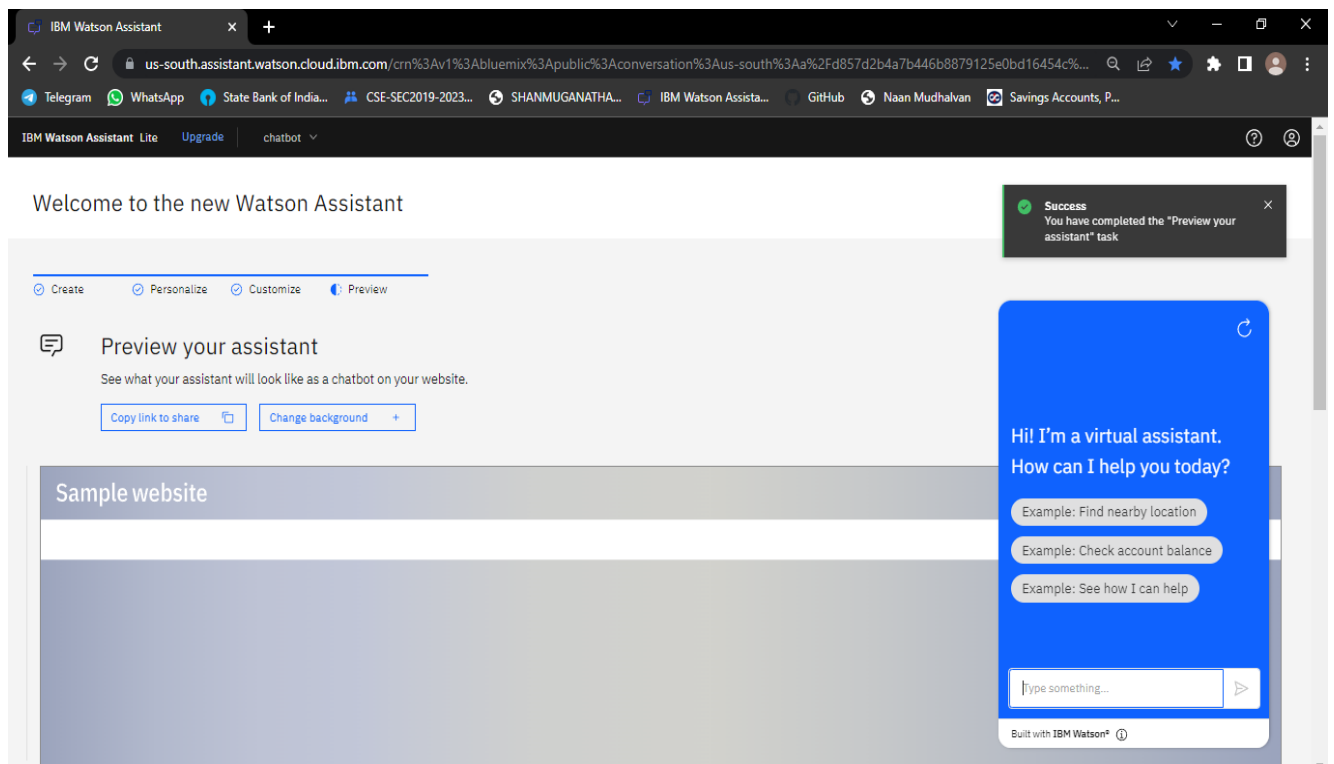 IBM Watson Assistant
us-south.assistant.watson.cloud.ibm.com/crn%3Av1%3Abluemix%3Apublic%3Aconversation%3Aus-south%3Aa%2Fd857d2b4a7b446b8879125e0bd16454c%...
Telegram WhatsApp State Bank of India... CSE-SEC2019-2023... SHANMUGANATHA... IBM Watson Assista... GitHub Naan Mudhalvan Savings Accounts, P...
IBM Watson Assistant Lite Upgrade chatbot
Welcome to the new Watson Assistant
Success
You have completed the "Preview your
assistant" task
Create Personalize Customize Preview
Preview your assistant
See what your assistant will look like as a chatbot on your website.
Copy link to share Change background +
Sample website
Hi! I'm a virtual assistant.
How can I help you today?
Example: Find nearby location
Example: Check account balance
Example: See how I can help
Type something...
Built with IBM Watson®